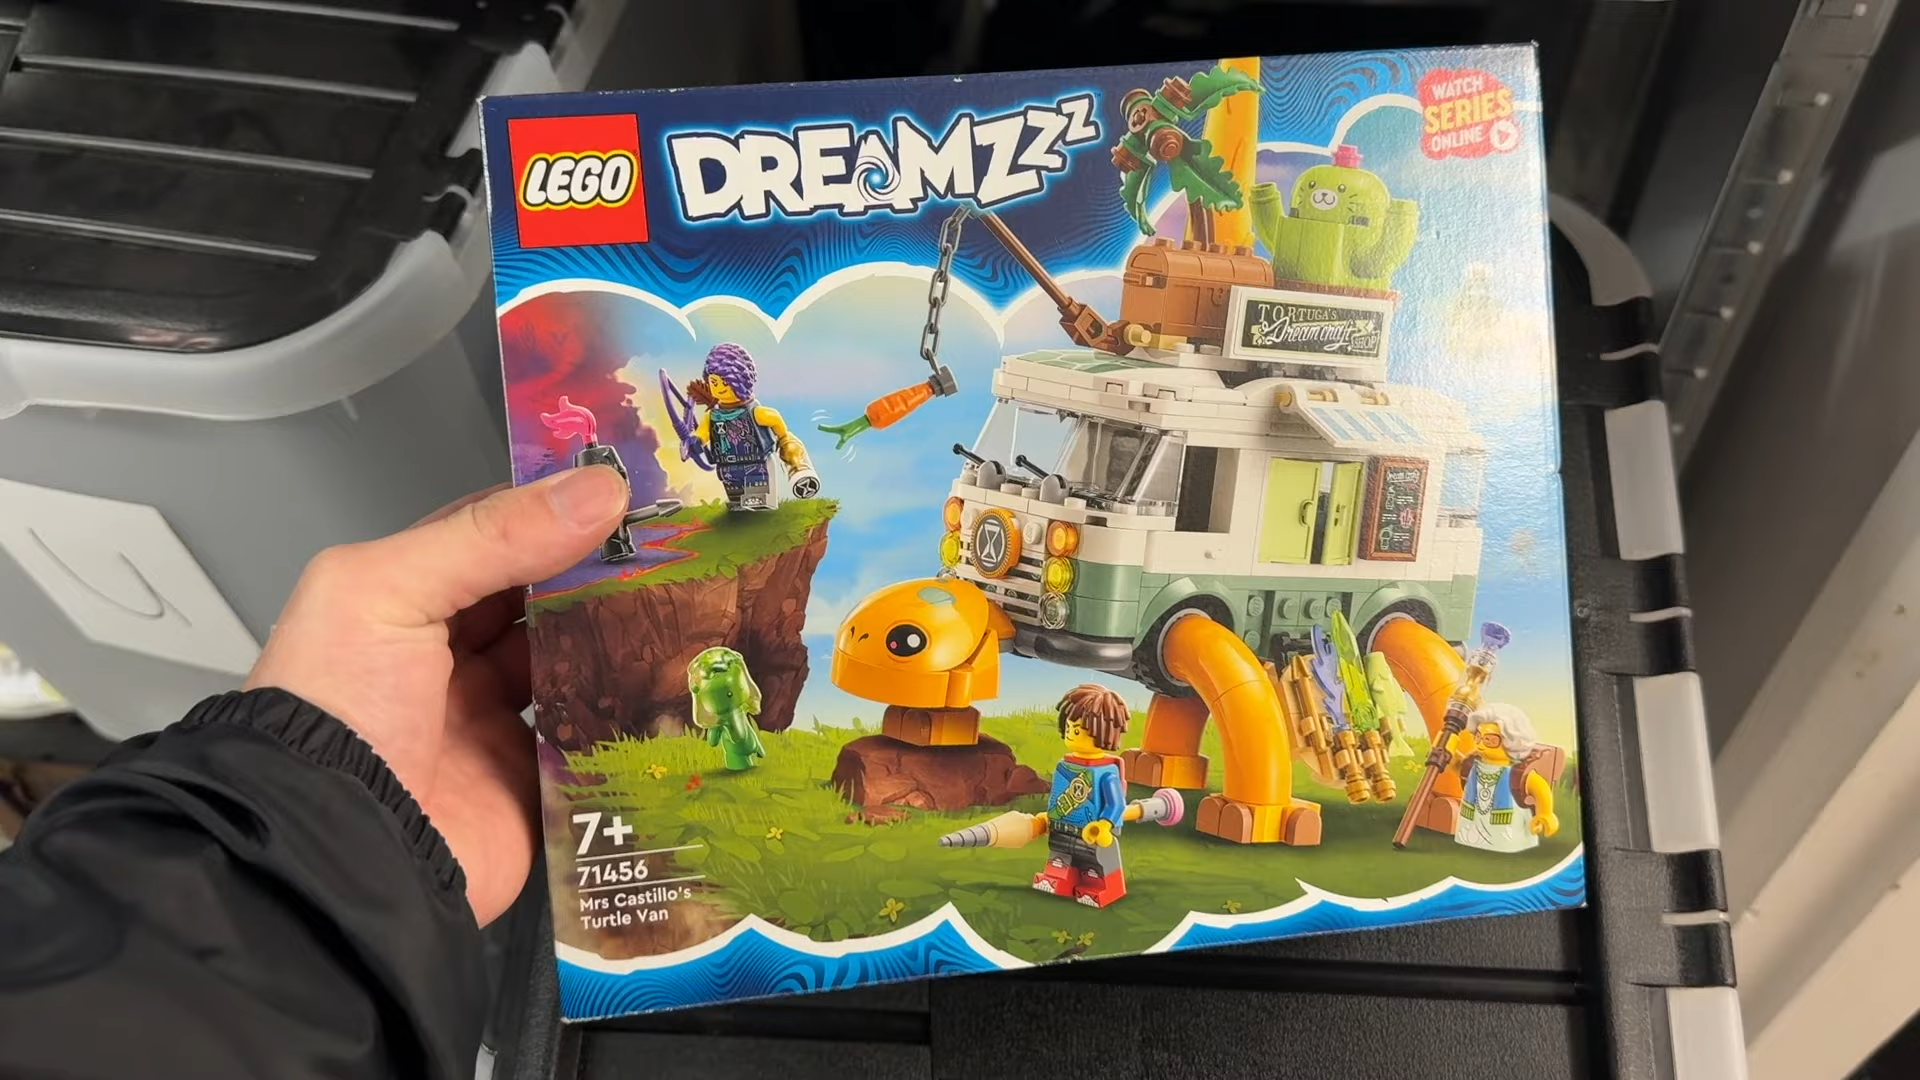 LEGO
DREAMZzz
WATCH
SERIES
ONLINE
TORTUGA'S
Dreamcraft
SHOP
7+
71456
Mrs Castillo's
Turtle Van